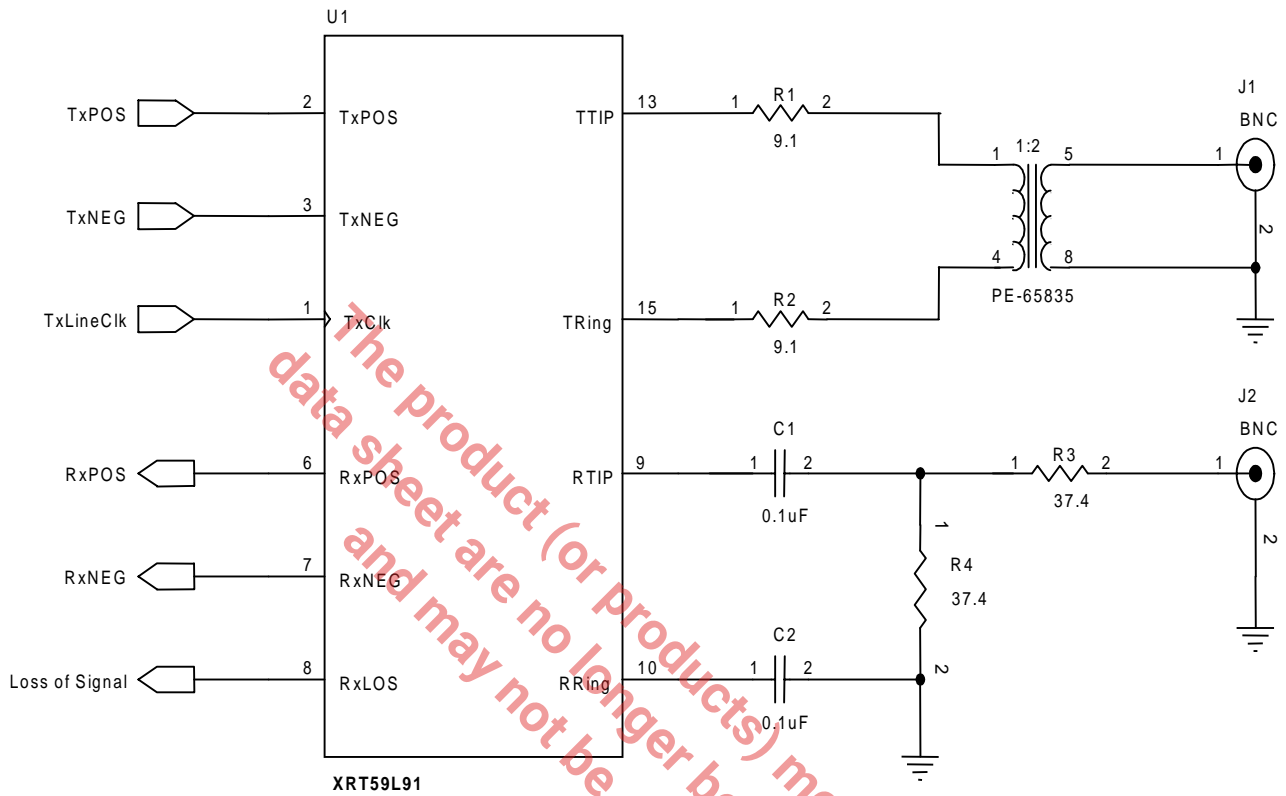 U1
TxPOS
2
TxPOS
TTIP
13
1
R1
2
9.1
J1
BNC
1
2
1:2
1
5
4
8
PE-65835
TxNEG
3
TxNEG
TxLineClk
1
TxClk
TRing
15
1
R2
2
9.1
RxPOS
6
RxPOS
RTIP
9
C1
1
2
0.1uF
1
R3
2
37.4
J2
BNC
1
2
RxNEG
7
RxNEG
1
R4
37.4
2
Loss of Signal
8
RxLOS
RRing
10
C2
1
2
0.1uF
XRT59L91
The product (or products) me
data sheet are no longer be
and may not be